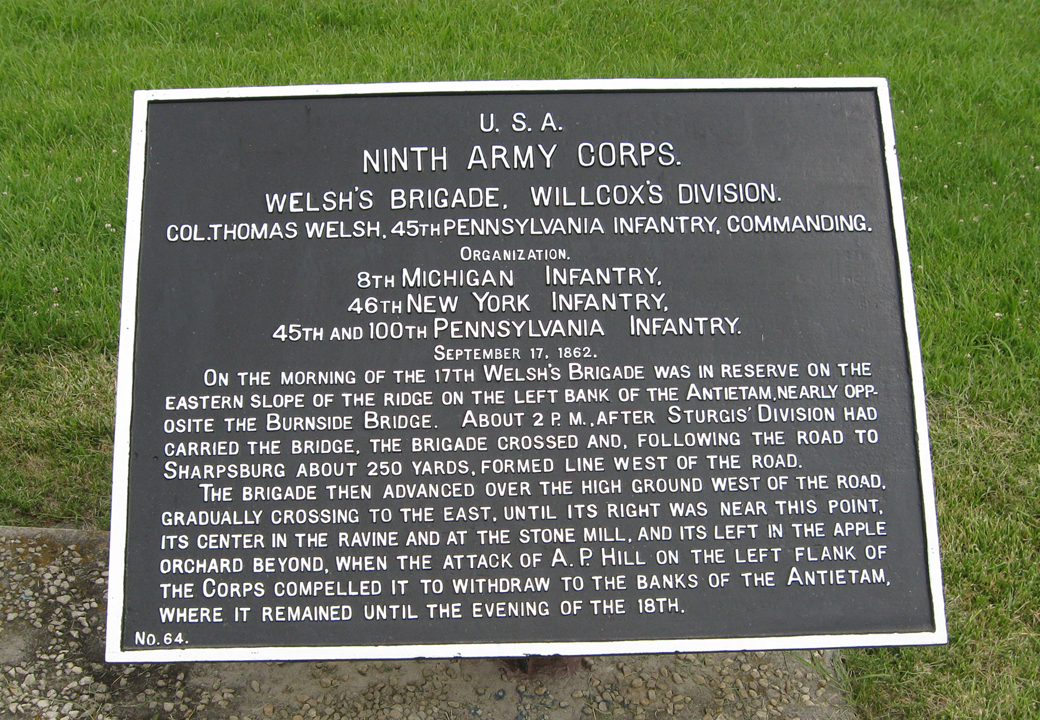 U. S. A.
NINTH ARMY CORPS.
WELSH'S BRIGADE, WILLCOX'S DIVISION.
COL. THOMAS WELSH, 45TH PENNSYLVANIA INFANTRY, COMMANDING.
ORGANIZATION.
8TH MICHIGAN INFANTRY,
46TH NEW YORK INFANTRY,
45TH AND 100TH PENNSYLVANIA INFANTRY.
SEPTEMBER 17, 1862.
ON THE MORNING OF THE 17TH WELSH'S BRIGADE WAS IN RESERVE ON THE
EASTERN SLOPE OF THE RIDGE ON THE LEFT BANK OF THE ANTIETAM, NEARLY OPP-
OSITE THE BURNSIDE BRIDGE. ABOUT 2 P. M., AFTER STURGIS' DIVISION HAD
CARRIED THE BRIDGE, THE BRIGADE CROSSED AND, FOLLOWING THE ROAD TO
SHARPSBURG ABOUT 250 YARDS, FORMED LINE WEST OF THE ROAD.
THE BRIGADE THEN ADVANCED OVER THE HIGH GROUND WEST OF THE ROAD,
GRADUALLY CROSSING TO THE EAST, UNTIL ITS RIGHT WAS NEAR THIS POINT,
ITS CENTER IN THE RAVINE AND AT THE STONE MILL, AND ITS LEFT IN THE APPLE
ORCHARD BEYOND, WHEN THE ATTACK OF A. P. HILL ON THE LEFT FLANK OF
THE CORPS COMPELLED IT TO WITHDRAW TO THE BANKS OF THE ANTIETAM,
WHERE IT REMAINED UNTIL THE EVENING OF THE 18TH.
NO. 64.